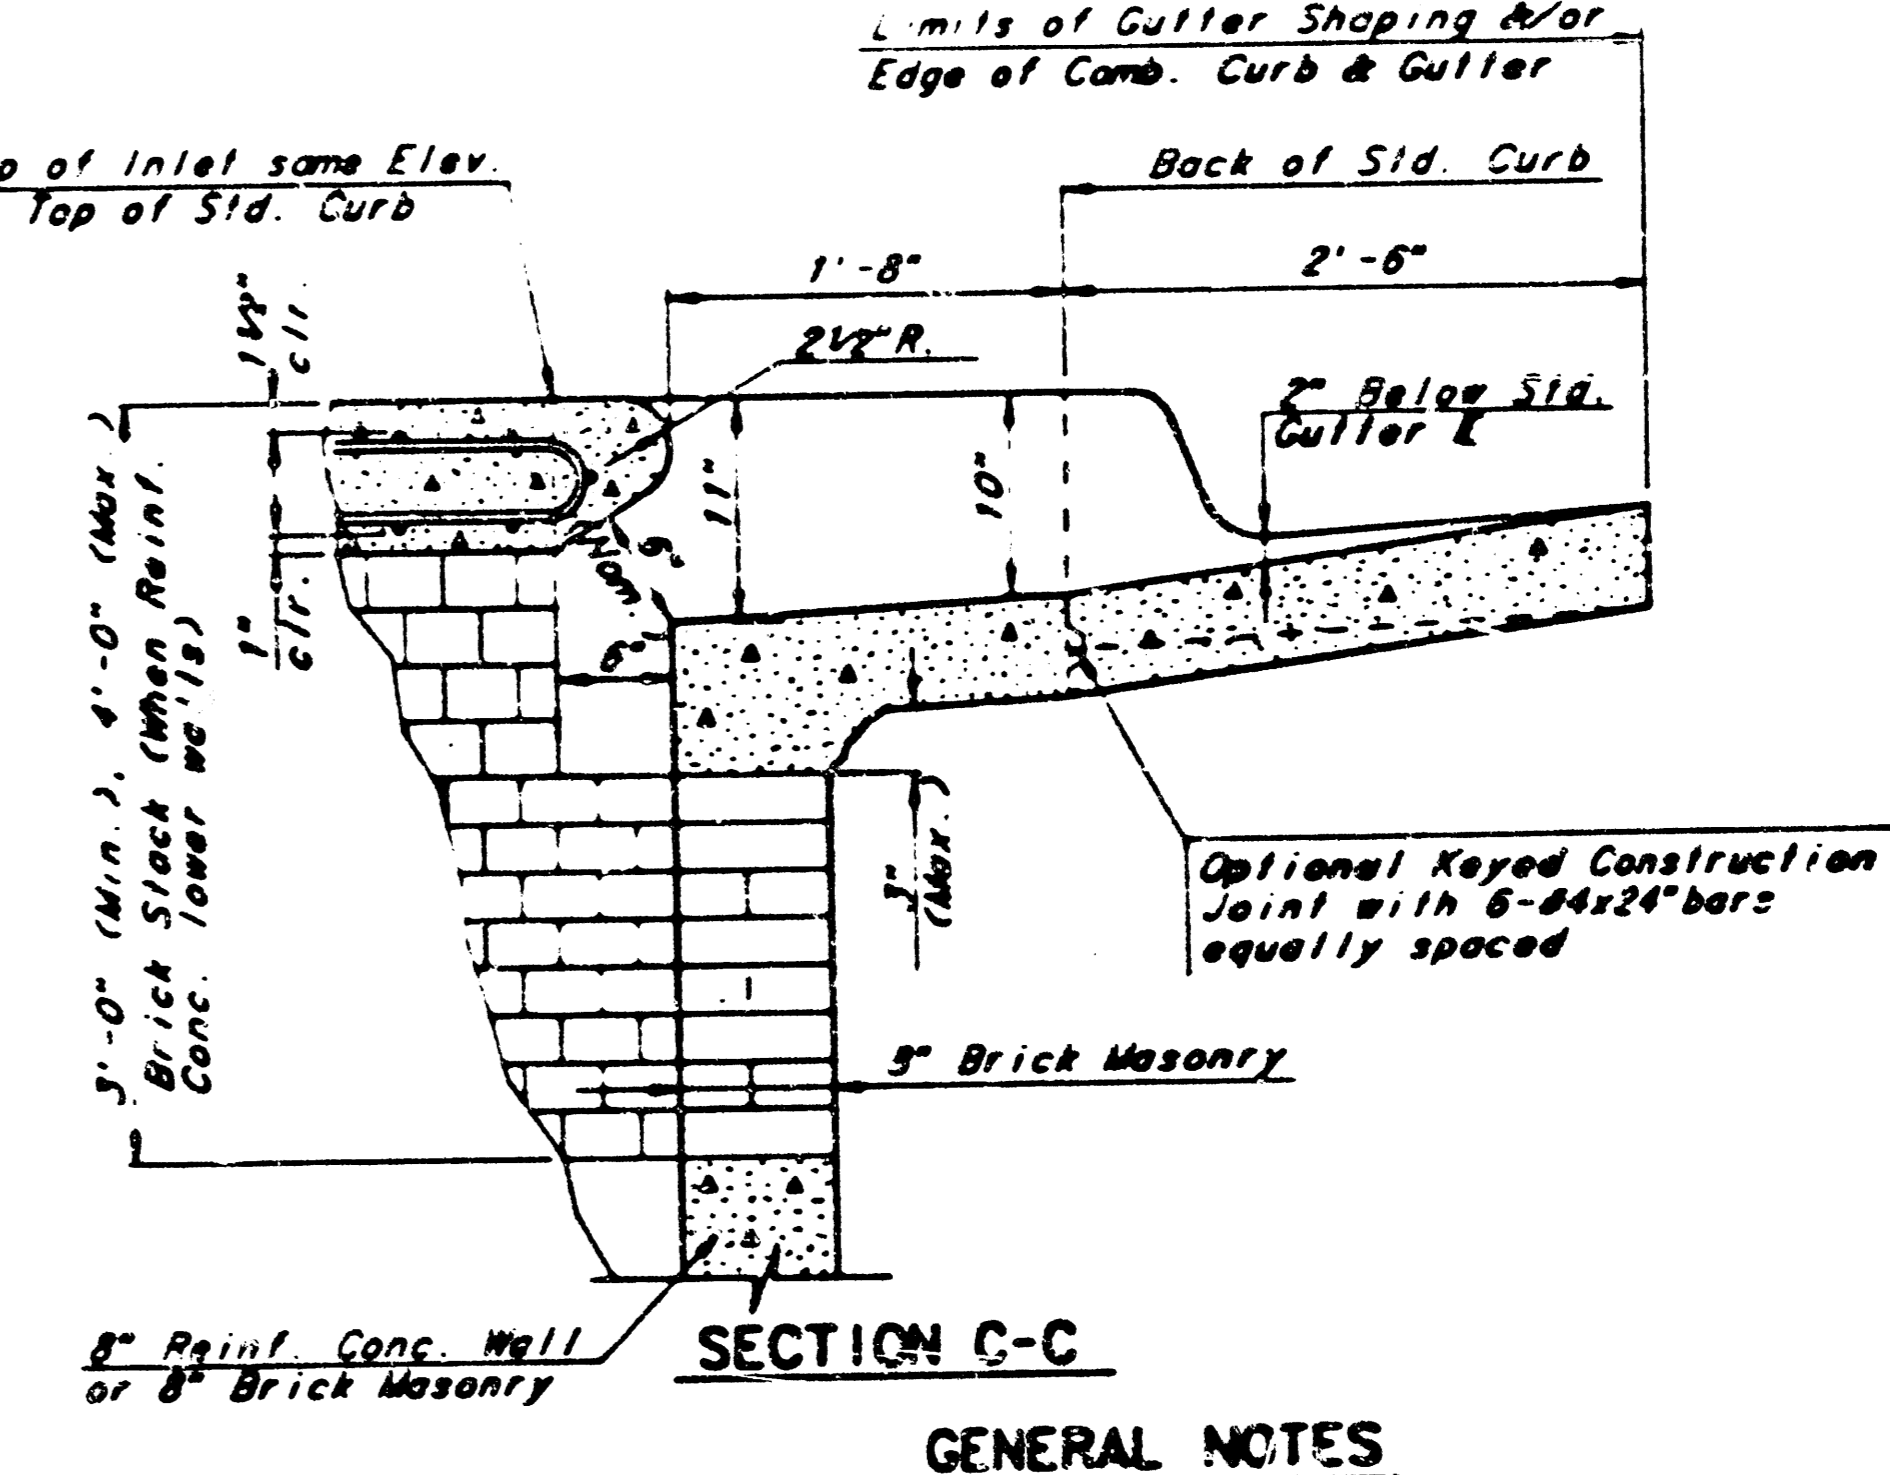 Limits of Gutter Shaping &/or
Edge of Comb. Curb & Gutter
of Inlet same Elev.
Top of Std. Curb
Back of Std. Curb
1'-8"
2'-6"
1½"
clr.
2½" R.
2" Below Std.
Gutter
11"
10"
6"
Nom.
6"
1"
clr.
3'-0" (Min.), 4'-0" (Max.)
Brick Stack (When Reinf.
Conc. lower walls)
3"
(Max.)
Optional Keyed Construction
Joint with 6-#4x24" bars
equally spaced
Brick Masonry
8" Reinf. Conc. Wall
or 8" Brick Masonry
SECTION C-C
GENERAL NOTES